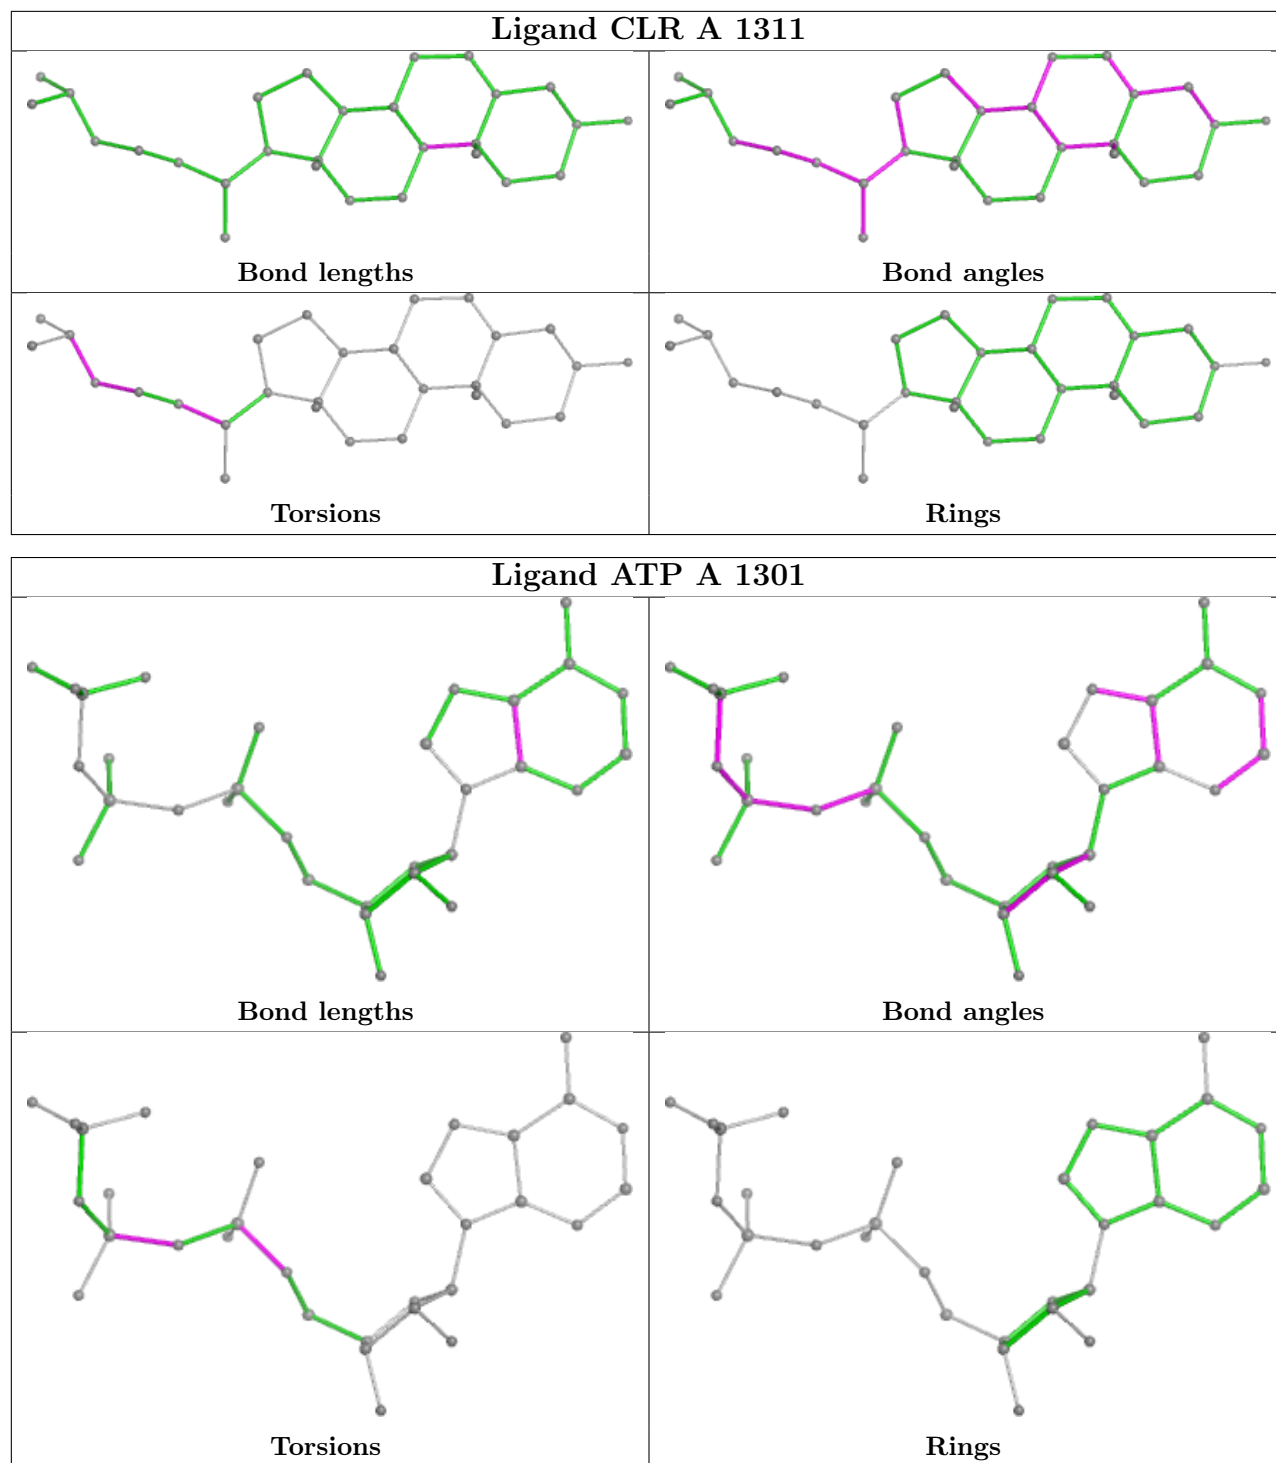 Ligand CLR A 1311
Bond lengths
Bond angles
Torsions
Rings
Ligand ATP A 1301
Bond lengths
Bond angles
Torsions
Rings